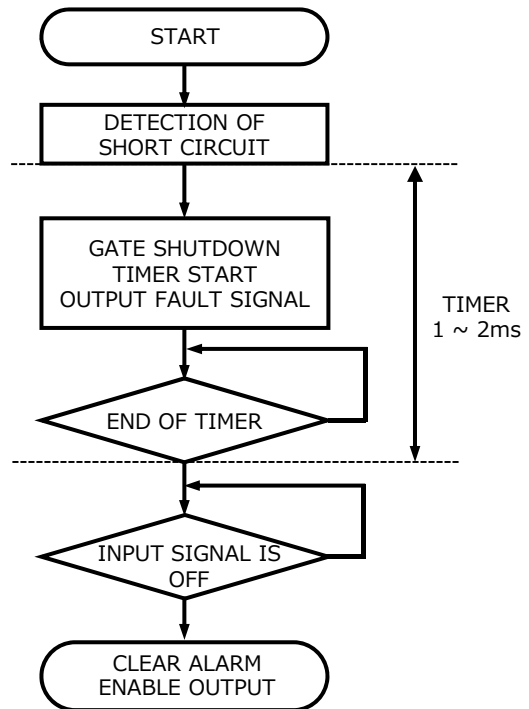 START
DETECTION OF
SHORT CIRCUIT
GATE SHUTDOWN
TIMER START
OUTPUT FAULT SIGNAL
TIMER
1 ~ 2ms
END OF TIMER
INPUT SIGNAL IS
OFF
CLEAR ALARM
ENABLE OUTPUT